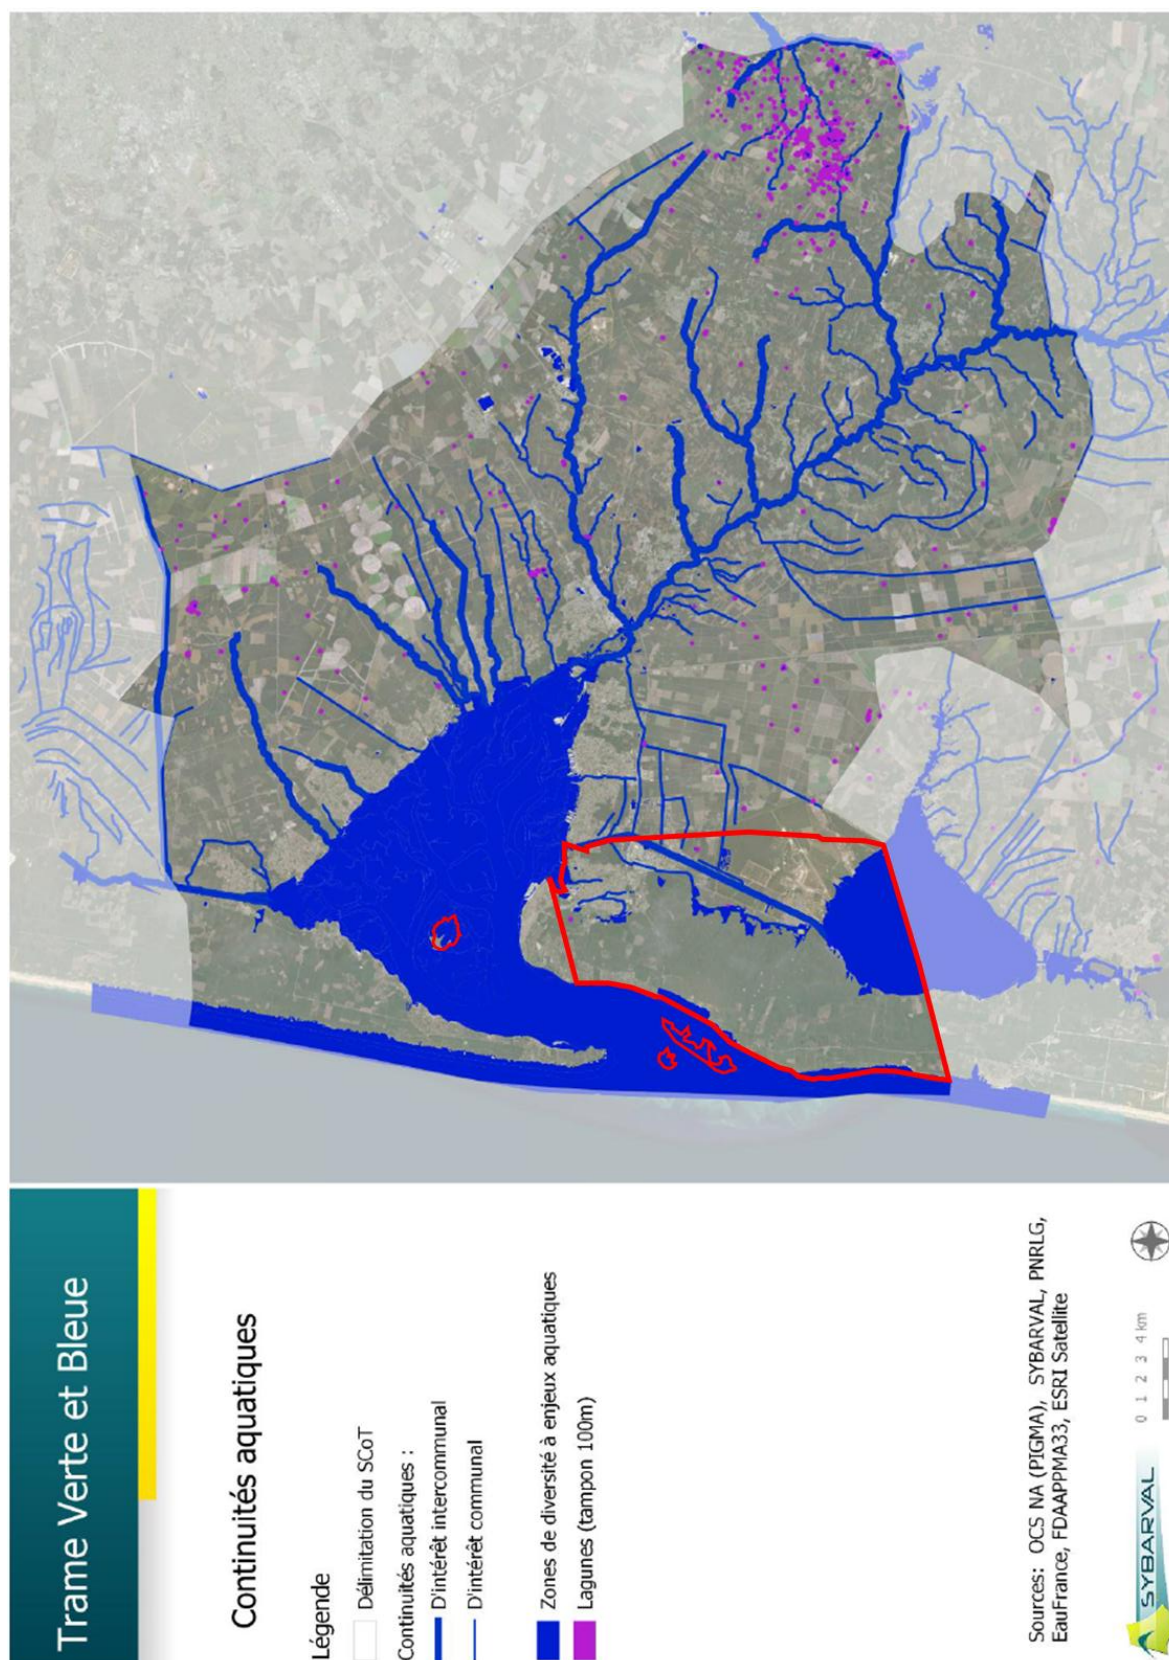 Trame Verte et Bleue
Continuités aquatiques
Légende
Délimitation du SCoT
Continuités aquatiques :
D'intérêt intercommunal
D'intérêt communal
Zones de diversité à enjeux aquatiques
Lagunes (tampon 100m)
Sources: OCS NA (PIGMA), SYBARVAL, PNRLG,
EauFrance, FDAAPPMA33, ESRI Satellite
SYBARVAL
0 1 2 3 4 km